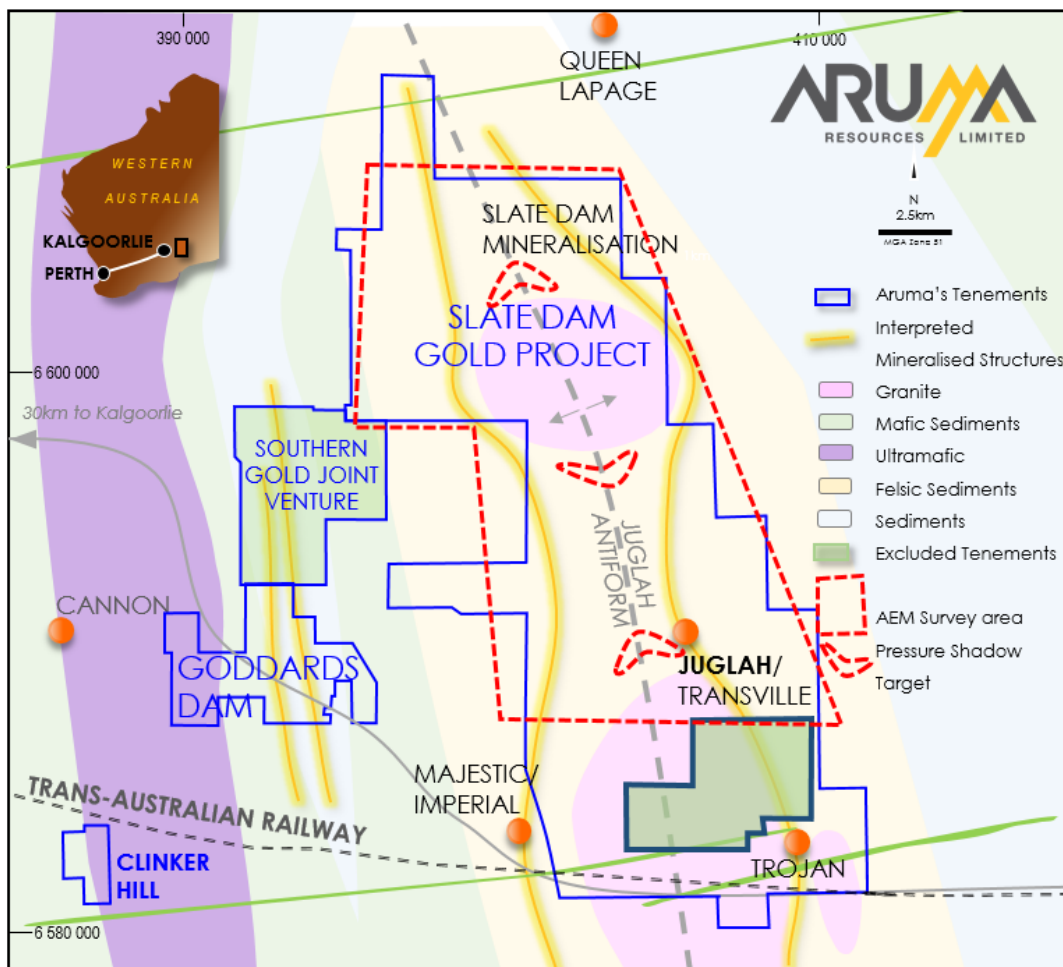 390 000
410 000
QUEEN
LAPAGE
ARUMA
RESOURCES LIMITED
WESTERN
AUSTRALIA
KALGOORLIE
PERTH
N
2.5km
MGA Zone 51
SLATE DAM
MINERALISATION
SLATE DAM
GOLD PROJECT
Aruma's Tenements
Interpreted
Mineralised Structures
Granite
Mafic Sediments
Ultramafic
Felsic Sediments
Sediments
Excluded Tenements
AEM Survey area
Pressure Shadow
Target
6 600 000
30km to Kalgoorlie
SOUTHERN
GOLD JOINT
VENTURE
JUGLAH
ANTIFORM
CANNON
GODDARDS
DAM
JUGLAH/
TRANSVILLE
MAJESTIC/
IMPERIAL
TRANS-AUSTRALIAN RAILWAY
CLINKER
HILL
TROJAN
6 580 000